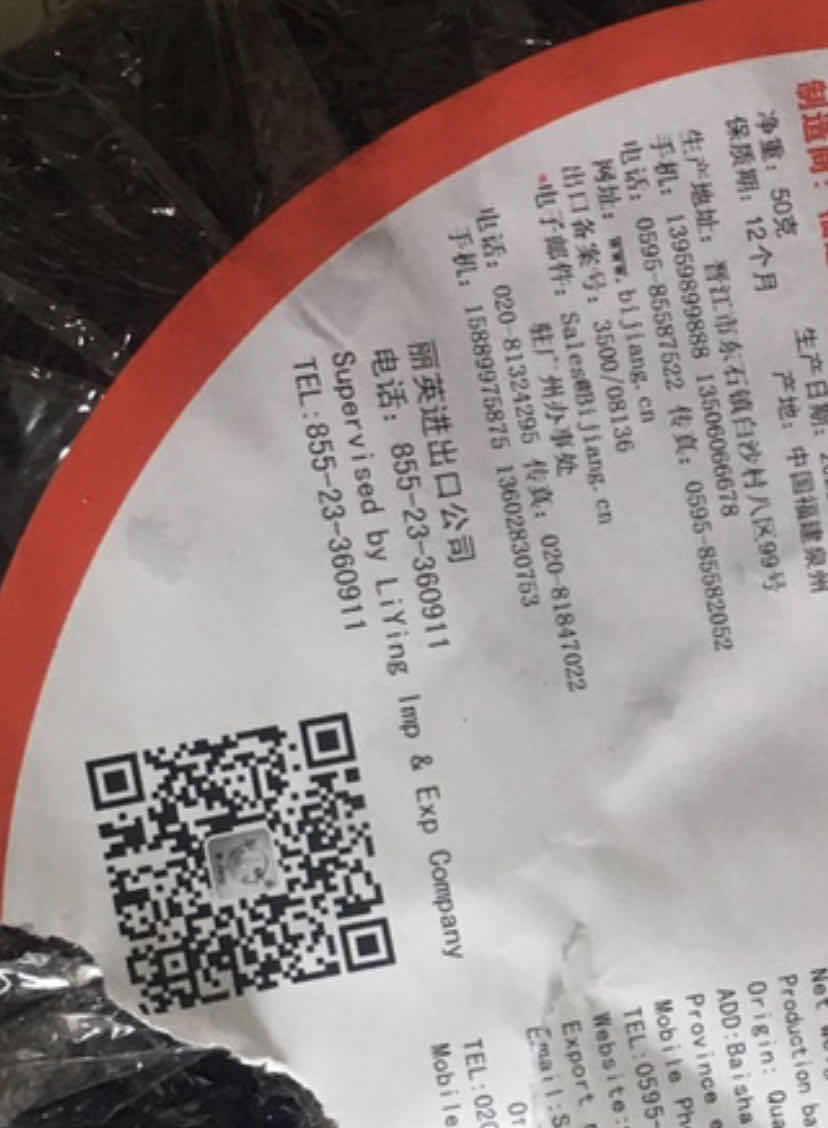 制造商：
净重：50克 生产日期：
保质期：12个月 产地：中国福建泉州
生产地址：晋江市东石镇白沙村八区99号
手机：13959899888 13506066678
电话：0595-85587522 传真：0595-85582052
网址：www.bijiang.cn
出口备案号：3500/08136
*电子邮件：Sales@Bijiang.cn
驻广州办事处
电话：020-81324295 传真：020-81847022
手机：15889975875 13602830753
丽英进出口公司
电话：855-23-360911
Supervised by LiYing Imp & Exp Company
TEL:855-23-360911
Net
Production ba
Origin: Qua
ADD:Baisha
Province
Mobile Ph
TEL:0595-
Website:
Export
Email:S
Or
TEL:020
Mobile